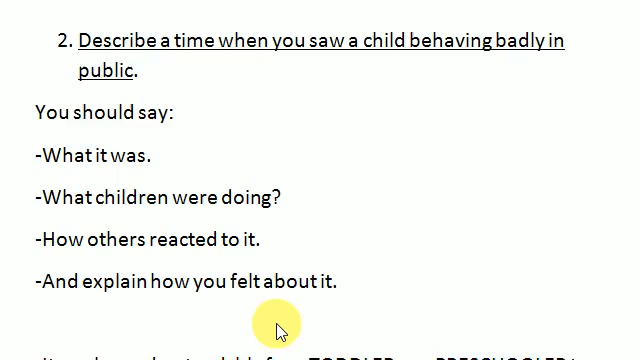 2. Describe a time when you saw a child behaving badly in
public.
You should say:
-What it was.
-What children were doing?
-How others reacted to it.
-And explain how you felt about it.